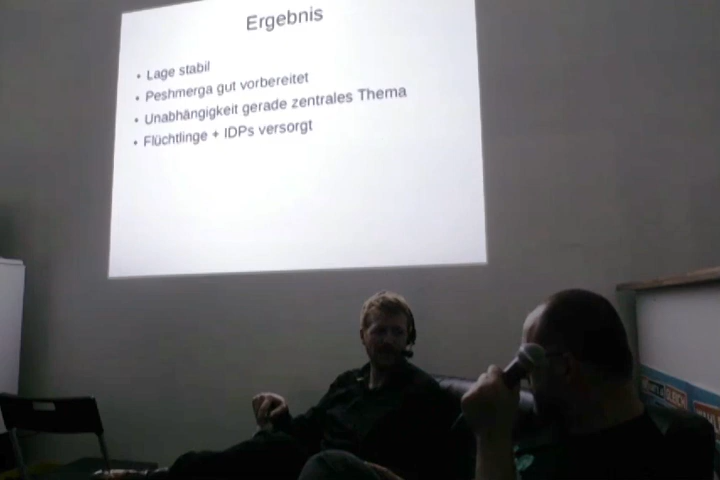 Ergebnis
• Lage stabil
• Peshmerga gut vorbereitet
• Unabhängigkeit gerade zentrales Thema
• Flüchtlinge + IDPs versorgt